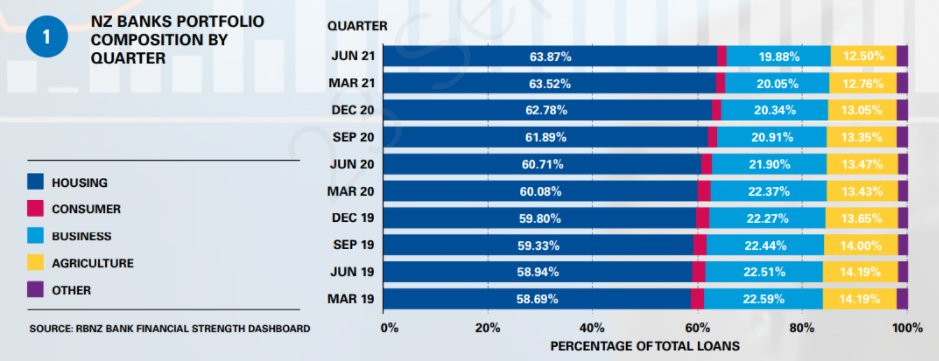 1
NZ BANKS PORTFOLIO
COMPOSITION BY
QUARTER
QUARTER
JUN 21 63.87% 19.88% 12.50%
MAR 21 63.52% 20.05% 12.76%
DEC 20 62.78% 20.34% 13.05%
SEP 20 61.89% 20.91% 13.35%
JUN 20 60.71% 21.90% 13.47%
MAR 20 60.08% 22.37% 13.43%
DEC 19 59.80% 22.27% 13.65%
SEP 19 59.33% 22.44% 14.00%
JUN 19 58.94% 22.51% 14.19%
MAR 19 58.69% 22.59% 14.19%
0% 20% 40% 60% 80% 100%
PERCENTAGE OF TOTAL LOANS
HOUSING
CONSUMER
BUSINESS
AGRICULTURE
OTHER
SOURCE: RBNZ BANK FINANCIAL STRENGTH DASHBOARD